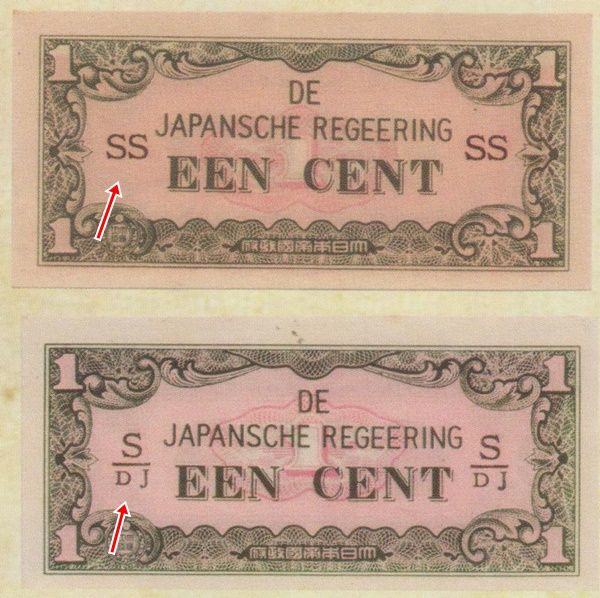 1 1
DE
JAPANSCHE REGEERING
SS SS
EEN CENT
1 1
大日本帝國政府
1 1
DE
JAPANSCHE REGEERING
S S
DJ DJ
EEN CENT
1 1
大日本帝國政府